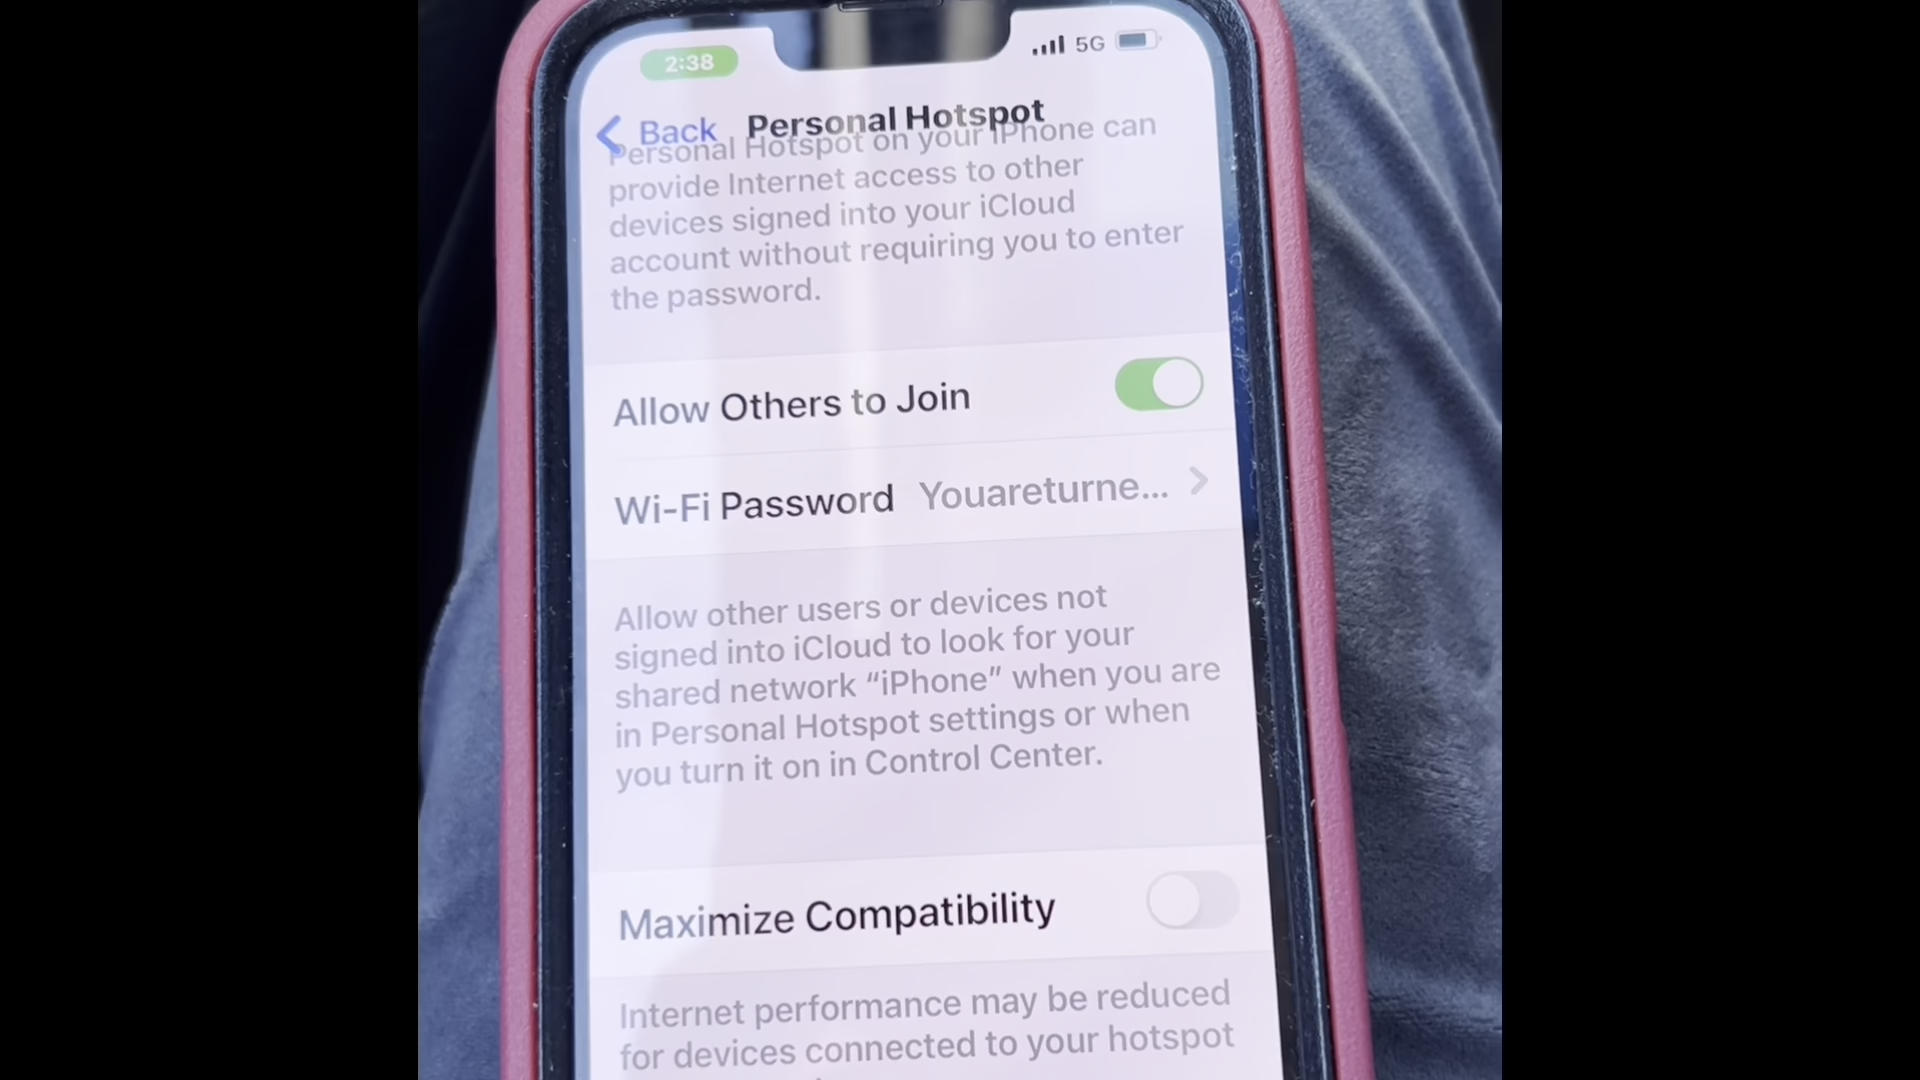 2:38 5G
Back Personal Hotspot
Personal Hotspot on your iPhone can
provide Internet access to other
devices signed into your iCloud
account without requiring you to enter
the password.
Allow Others to Join
Wi-Fi Password Youareturne...
Allow other users or devices not
signed into iCloud to look for your
shared network “iPhone” when you are
in Personal Hotspot settings or when
you turn it on in Control Center.
Maximize Compatibility
Internet performance may be reduced
for devices connected to your hotspot